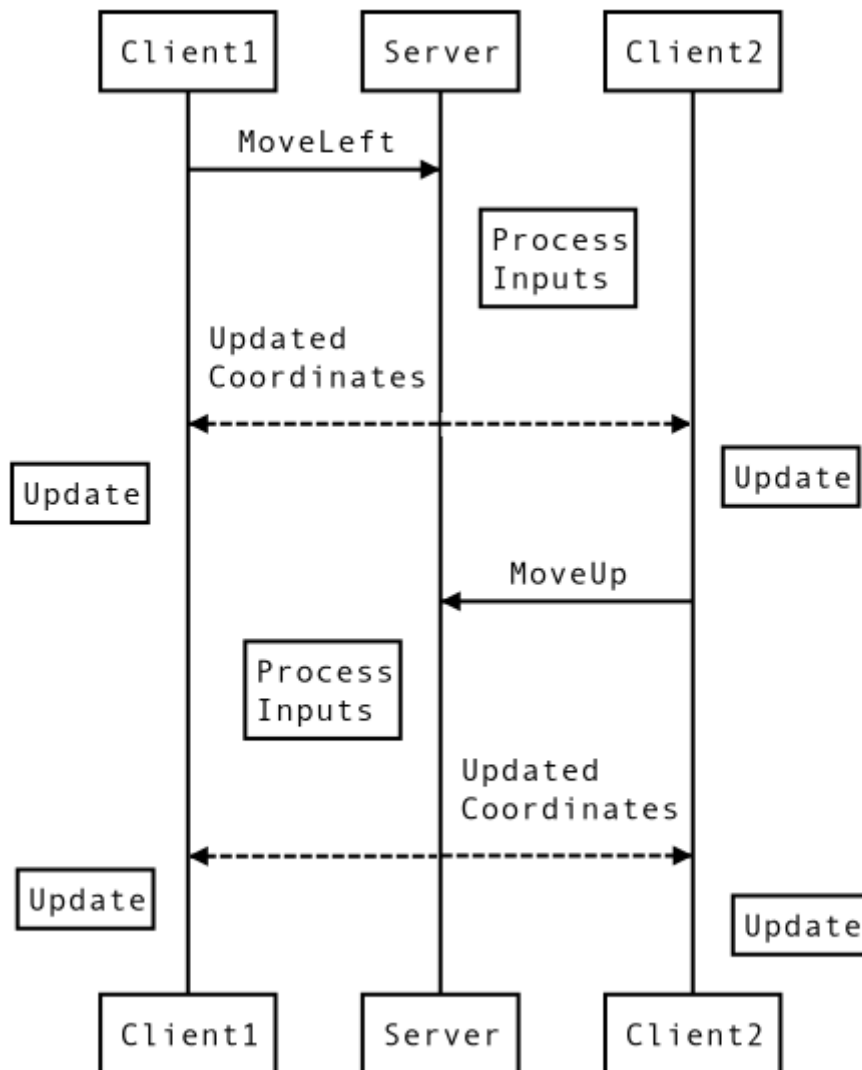 Client1 Server Client2
MoveLeft
Process
Inputs
Updated
Coordinates
Update
Update
MoveUp
Process
Inputs
Updated
Coordinates
Update
Update
Client1 Server Client2